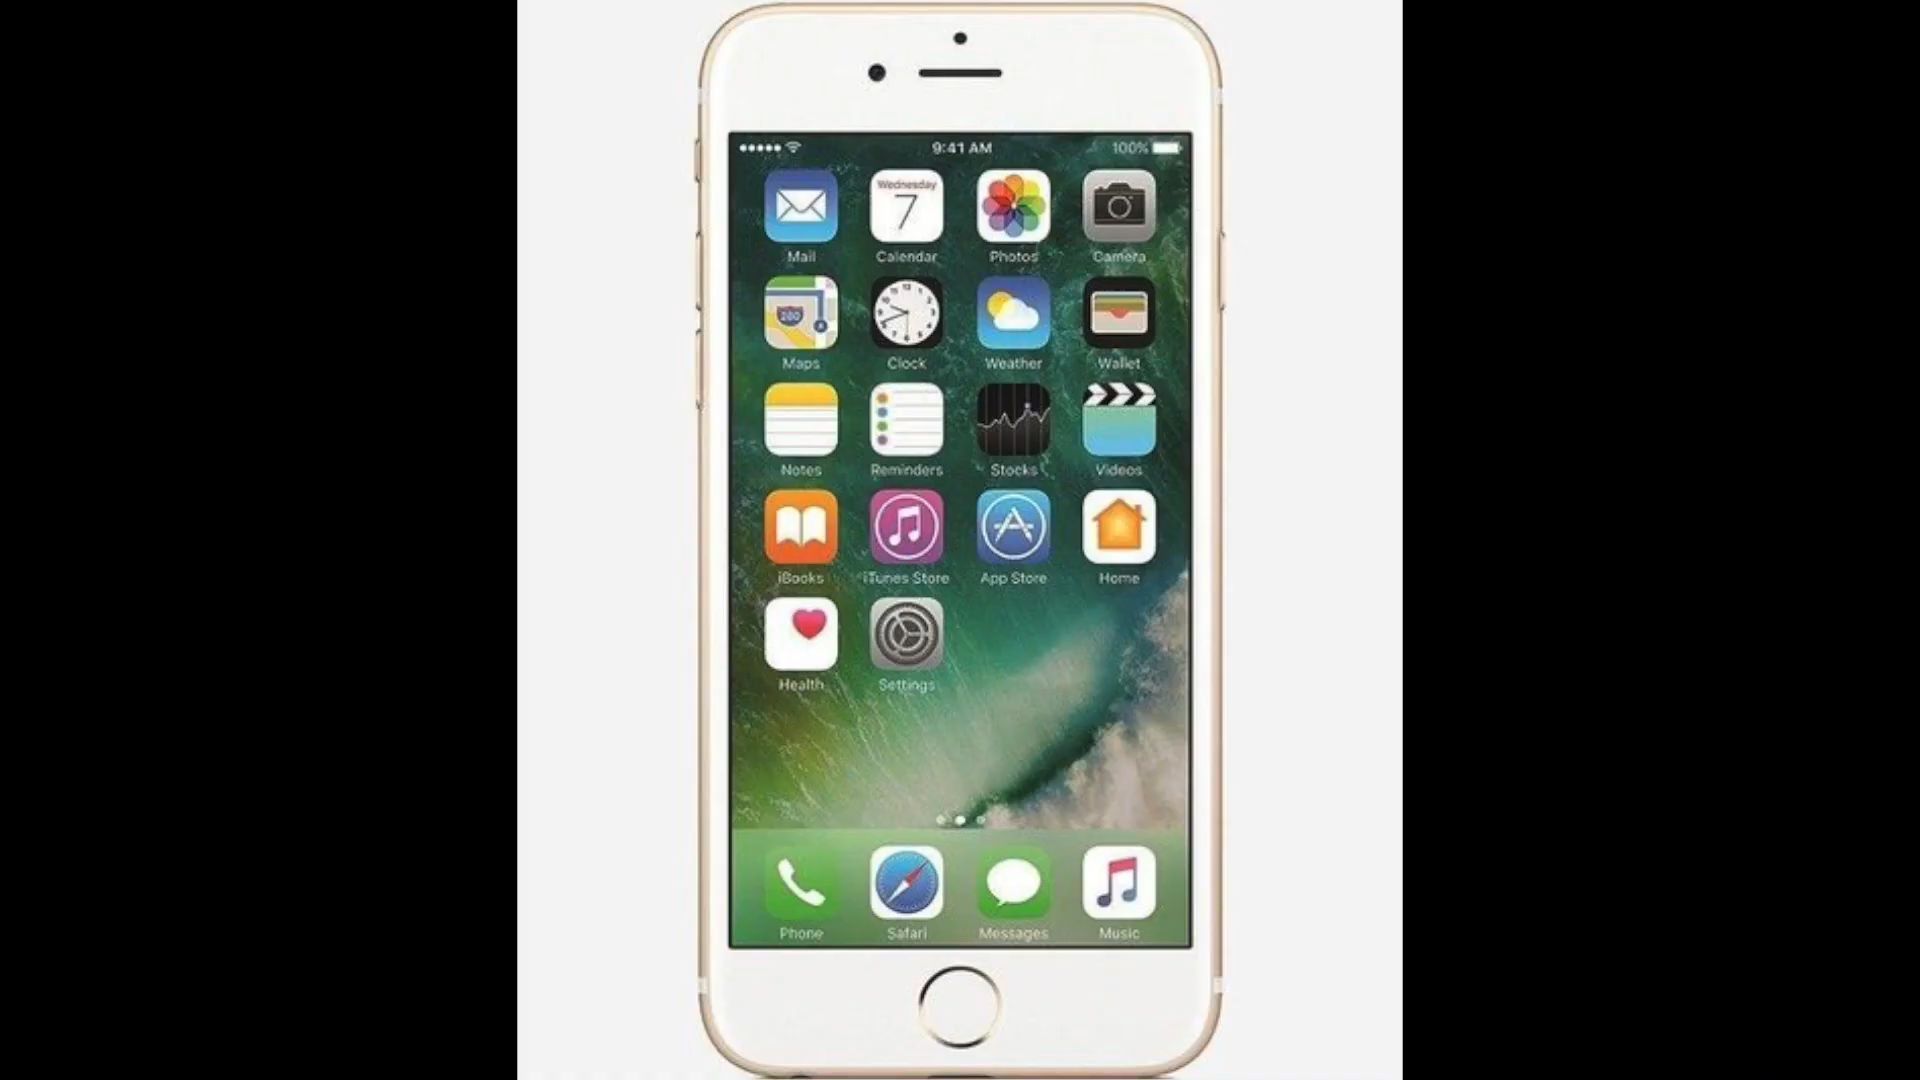 9:41 AM 100%
Wednesday
7
Mail Calendar Photos Camera
280
Maps Clock Weather Wallet
Notes Reminders Stocks Videos
iBooks iTunes Store App Store Home
Health Settings
Phone Safari Messages Music